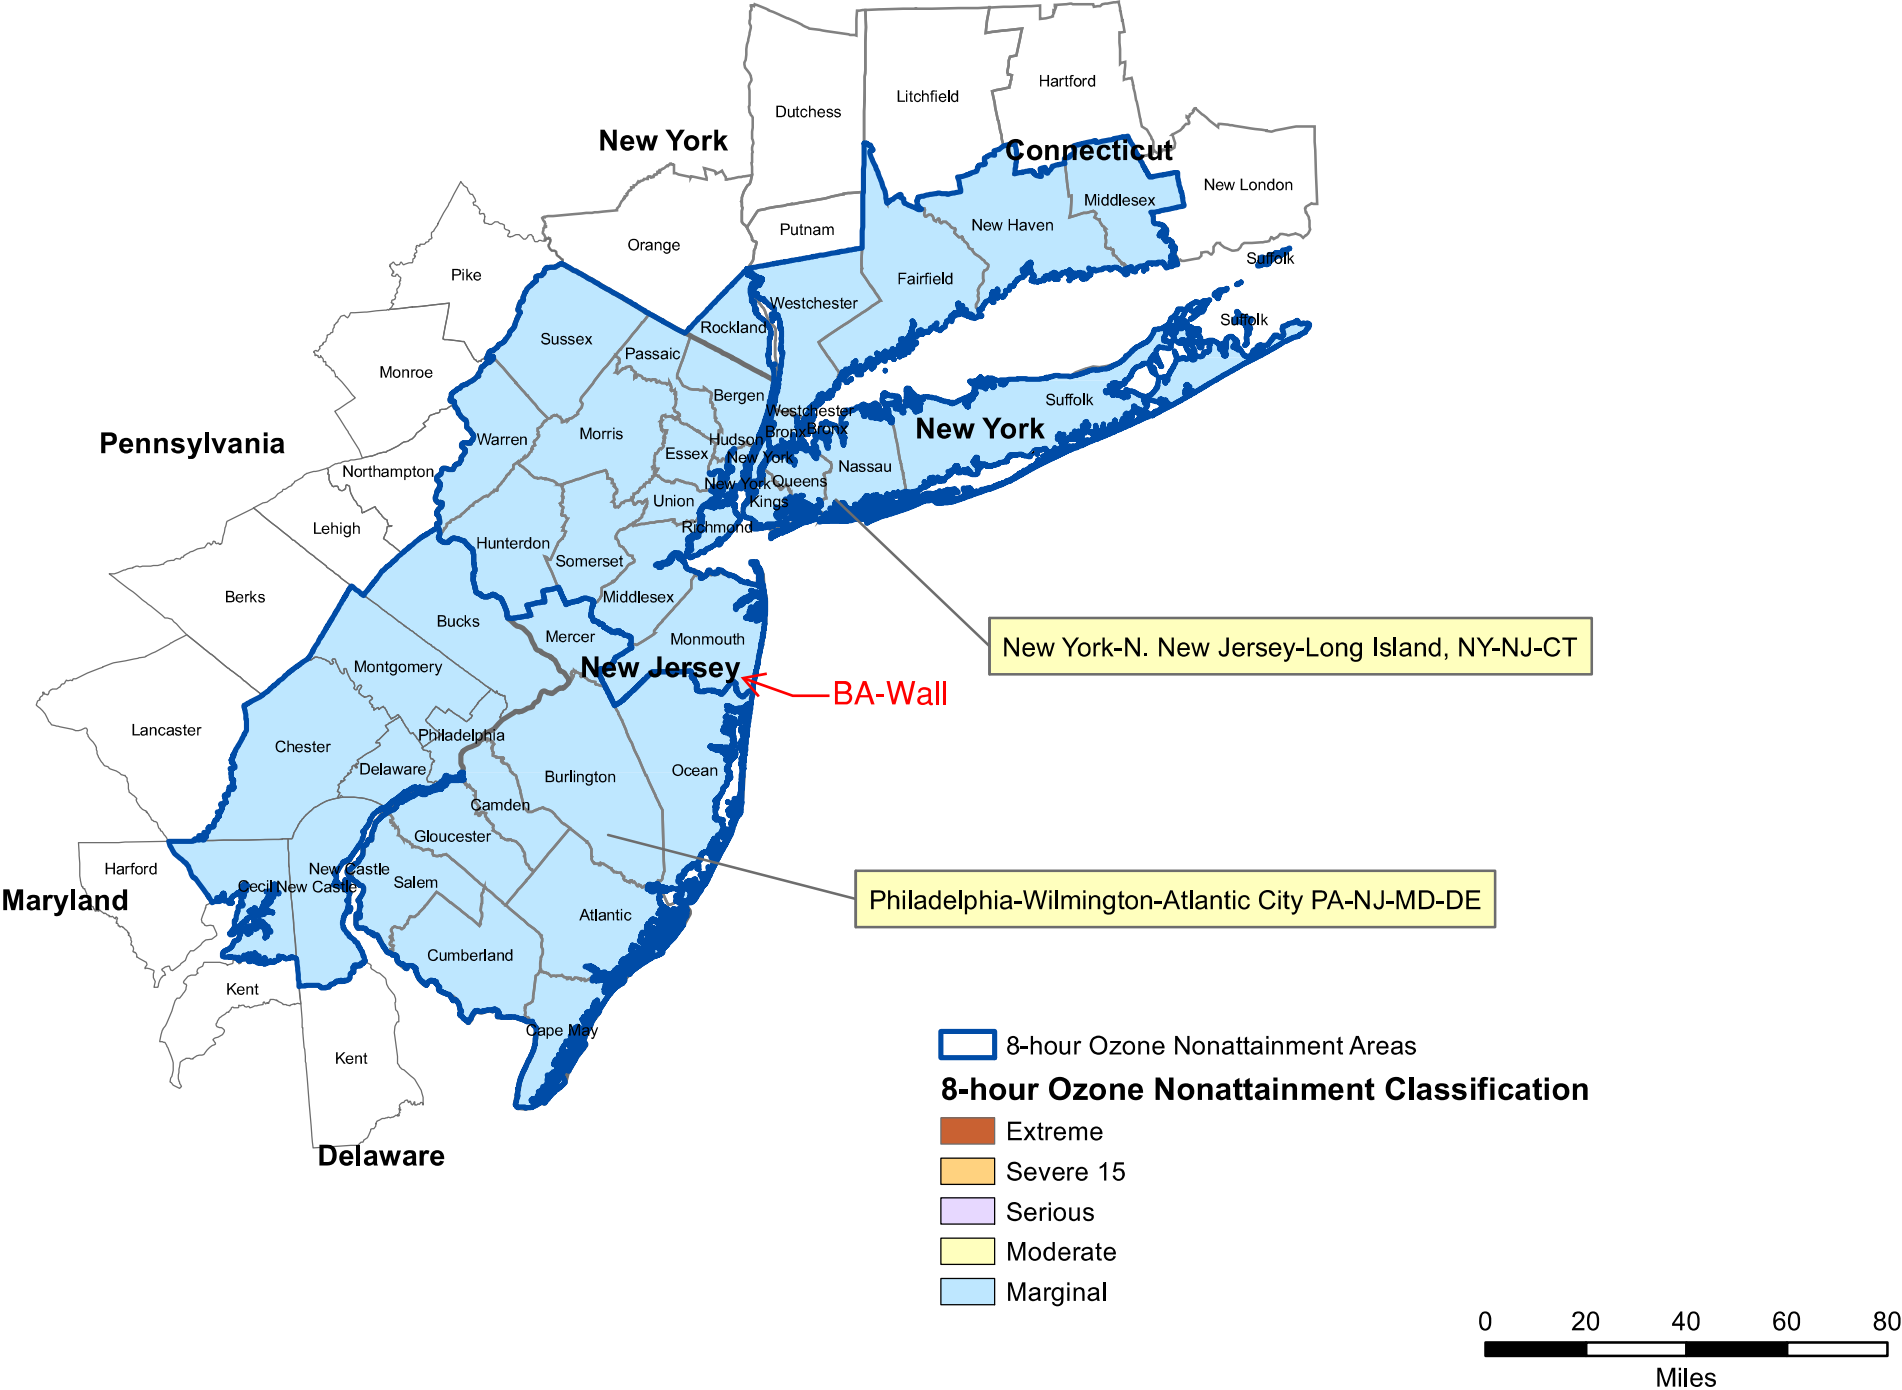 Hartford
Litchfield
Dutchess
New York
Connecticut
New London
Middlesex
New Haven
Putnam
Orange
Suffolk
Pike
Fairfield
Westchester
Rockland
Suffolk
Sussex
Passaic
Monroe
Bergen
Suffolk
Westchester
New York
Bronx
Bronx
Morris
Warren
Hudson
Pennsylvania
Essex
New York
Nassau
Northampton
New York
Queens
Union
Kings
Lehigh
Richmond
Hunterdon
Somerset
Berks
Middlesex
Bucks
Mercer
Monmouth
New York-N. New Jersey-Long Island, NY-NJ-CT
Montgomery
New Jersey
BA-Wall
Lancaster
Philadelphia
Chester
Delaware
Burlington
Ocean
Camden
Gloucester
Harford
New Castle
Salem
Cecil
New Castle
Maryland
Philadelphia-Wilmington-Atlantic City PA-NJ-MD-DE
Atlantic
Cumberland
Kent
Cape May
Kent
Delaware
8-hour Ozone Nonattainment Areas
8-hour Ozone Nonattainment Classification
Extreme
Severe 15
Serious
Moderate
Marginal
0 20 40 60 80
Miles